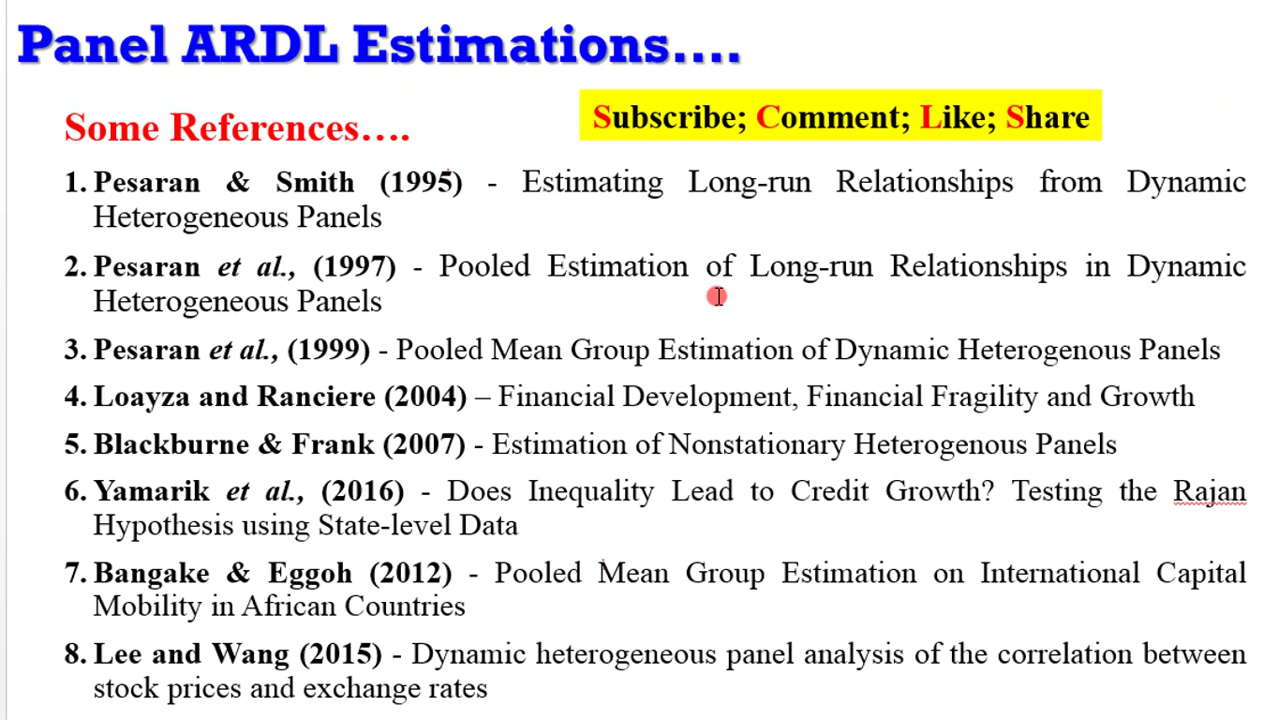 Panel ARDL Estimations....
Some References....
Subscribe; Comment; Like; Share
1. Pesaran & Smith (1995) - Estimating Long-run Relationships from Dynamic
Heterogeneous Panels
2. Pesaran et al., (1997) - Pooled Estimation of Long-run Relationships in Dynamic
Heterogeneous Panels
3. Pesaran et al., (1999) - Pooled Mean Group Estimation of Dynamic Heterogenous Panels
4. Loayza and Ranciere (2004) – Financial Development, Financial Fragility and Growth
5. Blackburne & Frank (2007) - Estimation of Nonstationary Heterogenous Panels
6. Yamarik et al., (2016) - Does Inequality Lead to Credit Growth? Testing the Rajan
Hypothesis using State-level Data
7. Bangake & Eggoh (2012) - Pooled Mean Group Estimation on International Capital
Mobility in African Countries
8. Lee and Wang (2015) - Dynamic heterogeneous panel analysis of the correlation between
stock prices and exchange rates